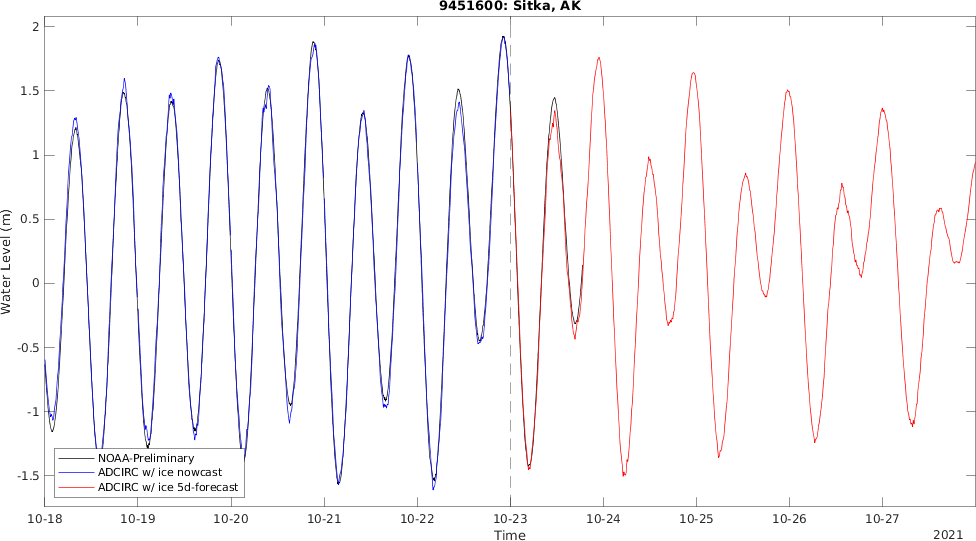 9451600: Sitka, AK
Water Level (m)
2
1.5
1
0.5
0
-0.5
-1
-1.5
NOAA-Preliminary
ADCIRC w/ ice nowcast
ADCIRC w/ ice 5d-forecast
10-18 10-19 10-20 10-21 10-22 10-23 10-24 10-25 10-26 10-27
Time
2021